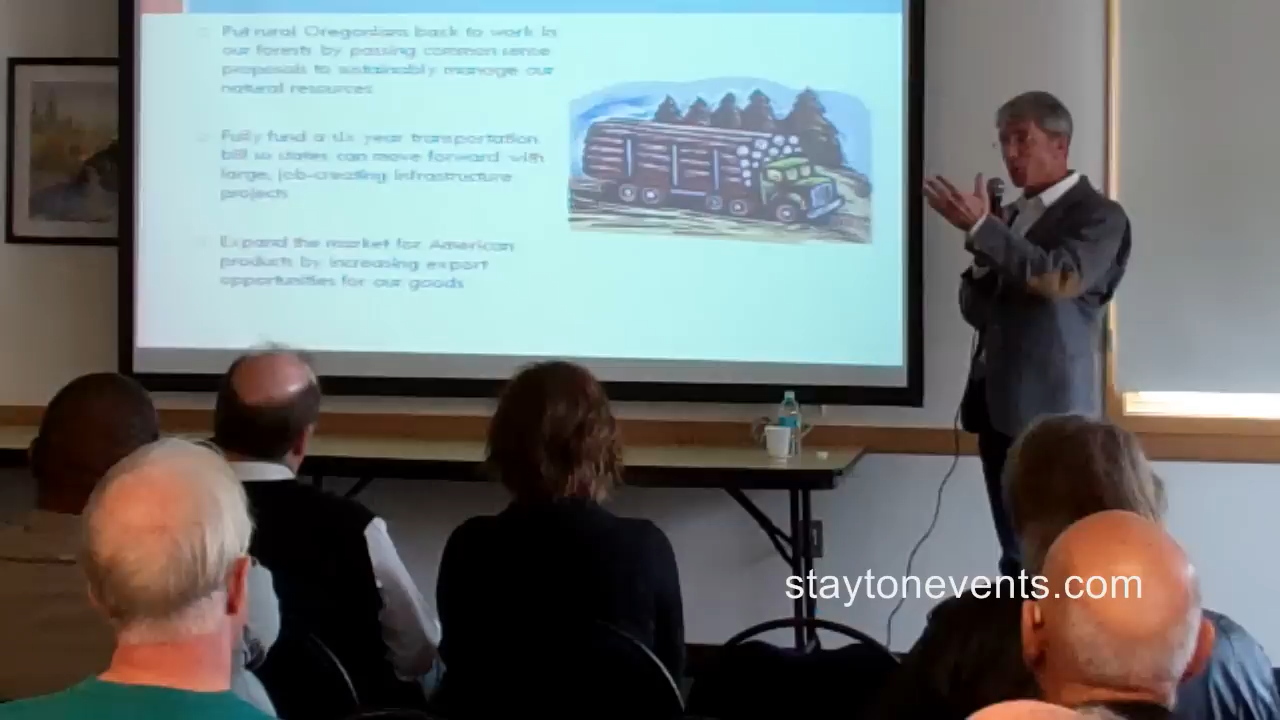 Put rural Oregonians back to work in
our forests by passing common sense
proposals to sustainably manage our
natural resources
Fully fund a six year transportation
bill so states can move forward with
large, job-creating infrastructure
projects
Expand the market for American
products by increasing export
opportunities for our goods
staytonevents.com